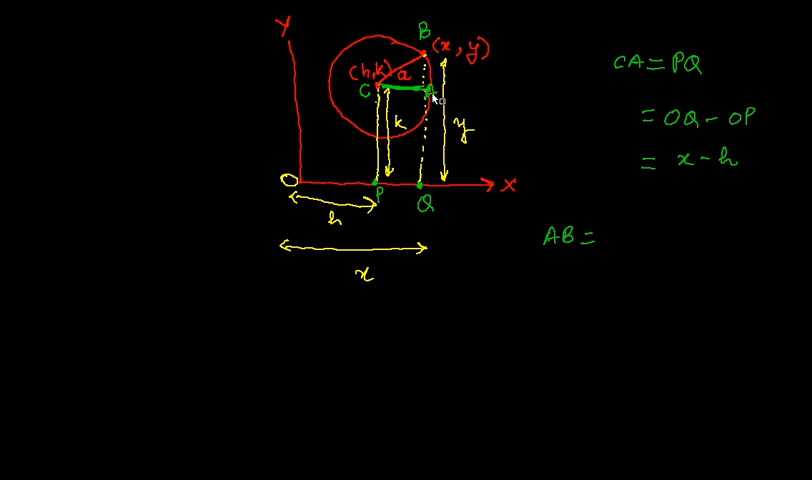 Y
B
(x, y)
(h, k)
a
C
A
k
y
O
P
Q
X
h
x
CA = PQ
= OQ - OP
= x - h
AB =